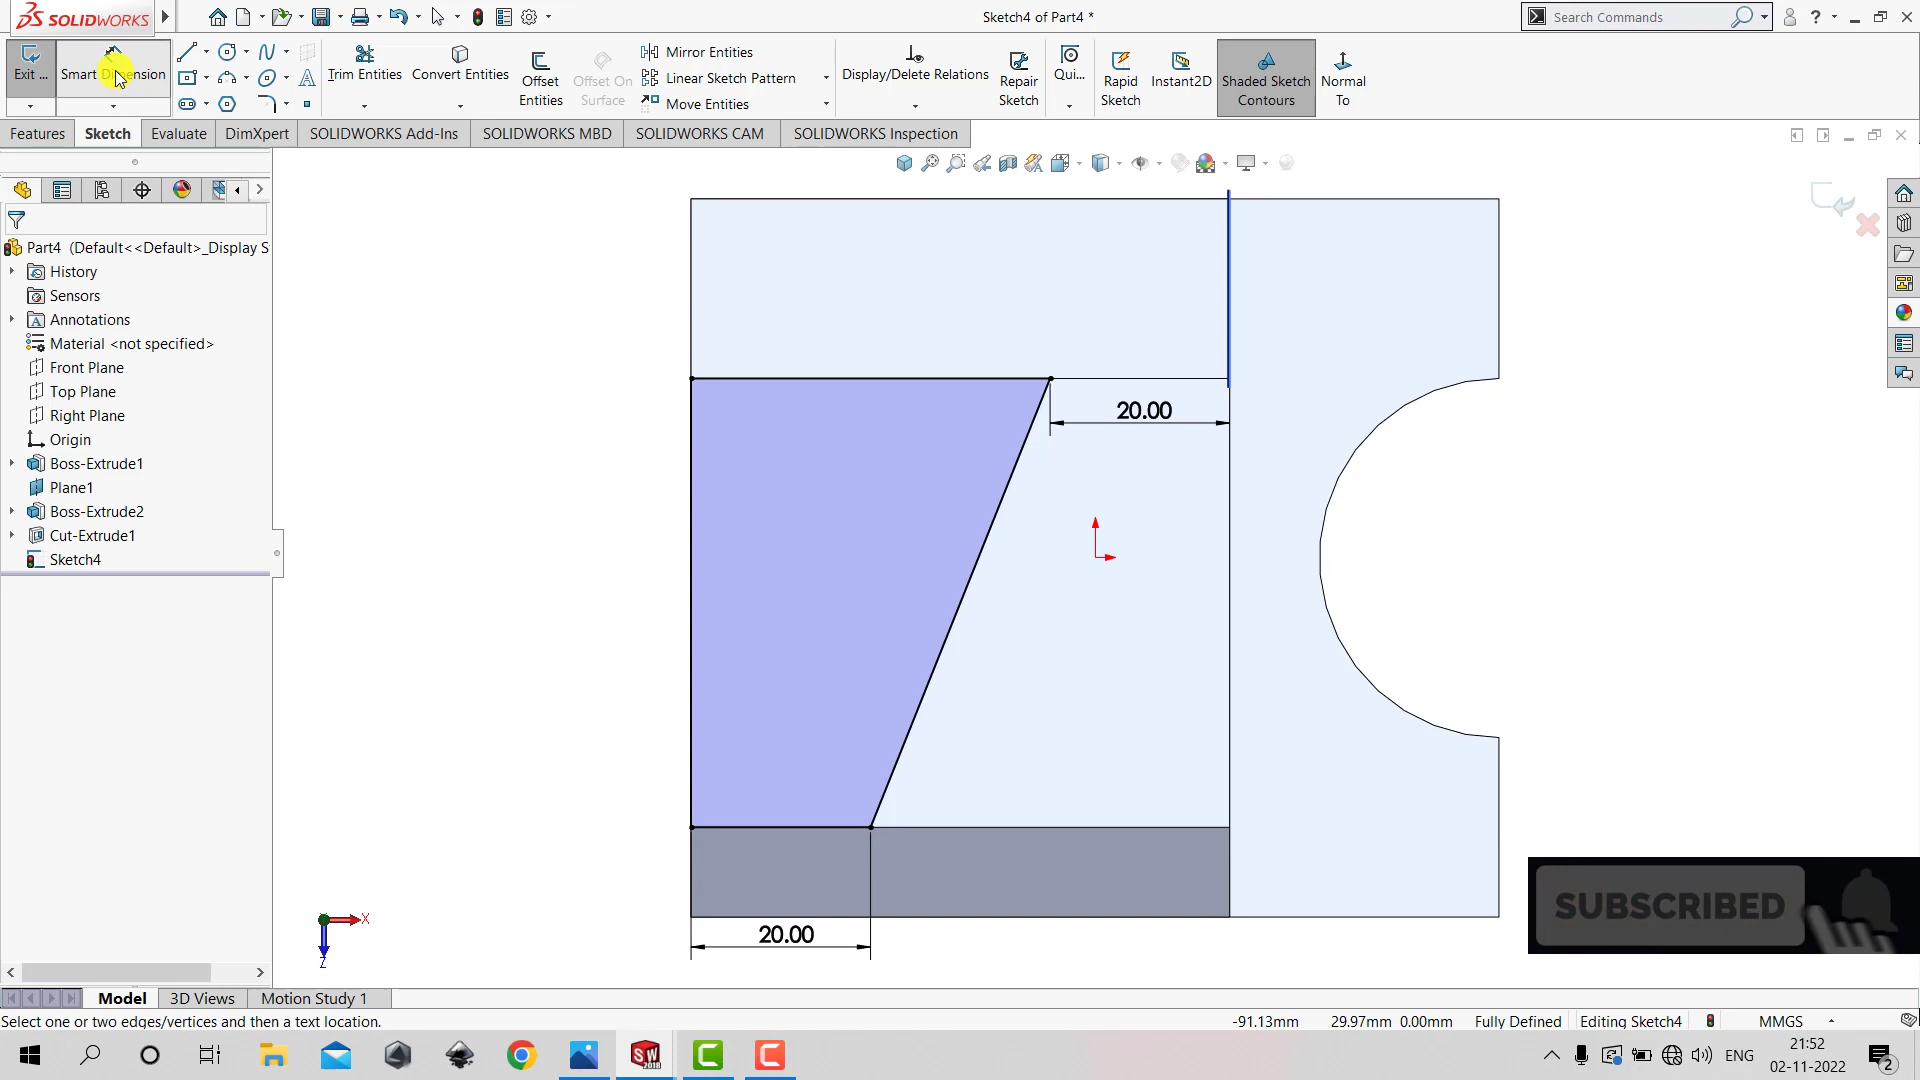 SOLIDWORKS
Sketch4 of Part4 *
Search Commands
Exit ...
Smart Dimension
Trim Entities
Convert Entities
Offset
Entities
Offset On
Surface
Mirror Entities
Linear Sketch Pattern
Move Entities
Display/Delete Relations
Repair
Sketch
Qui...
Rapid
Sketch
Instant2D
Shaded Sketch
Contours
Normal
To
Features
Sketch
Evaluate
DimXpert
SOLIDWORKS Add-Ins
SOLIDWORKS MBD
SOLIDWORKS CAM
SOLIDWORKS Inspection
Part4 (Default<<Default>_Display S
History
Sensors
Annotations
Material <not specified>
Front Plane
Top Plane
Right Plane
Origin
Boss-Extrude1
Plane1
Boss-Extrude2
Cut-Extrude1
Sketch4
20.00
20.00
X
Z
SUBSCRIBED
Model
3D Views
Motion Study 1
Select one or two edges/vertices and then a text location.
-91.13mm
29.97mm
0.00mm
Fully Defined
Editing Sketch4
MMGS
ENG
21:52
02-11-2022
2